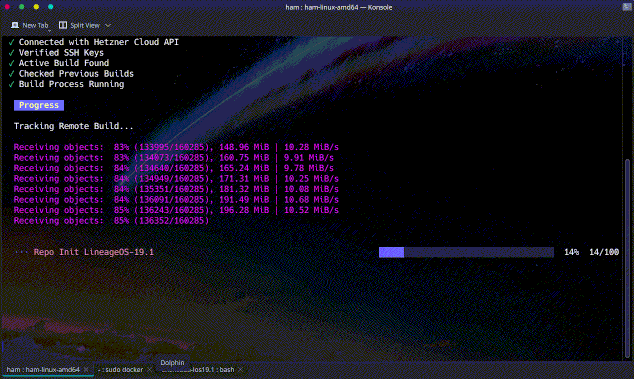 ham : ham-linux-amd64 — Konsole
New Tab Split View
✓ Connected with Hetzner Cloud API
✓ Verified SSH Keys
✓ Active Build Found
✓ Checked Previous Builds
✓ Build Process Running
Progress
Tracking Remote Build...
Receiving objects: 83% (133995/160285), 148.96 MiB | 10.28 MiB/s
Receiving objects: 83% (134073/160285), 160.75 MiB | 9.91 MiB/s
Receiving objects: 84% (134640/160285), 165.24 MiB | 9.78 MiB/s
Receiving objects: 84% (134949/160285), 171.31 MiB | 10.25 MiB/s
Receiving objects: 84% (135351/160285), 181.32 MiB | 10.08 MiB/s
Receiving objects: 84% (136091/160285), 191.49 MiB | 10.68 MiB/s
Receiving objects: 85% (136243/160285), 196.28 MiB | 10.52 MiB/s
Receiving objects: 85% (136352/160285)
··· Repo Init LineageOS-19.1 14% 14/100
Dolphin
ham : ham-linux-amd64 - : sudo docker -los19.1 : bash